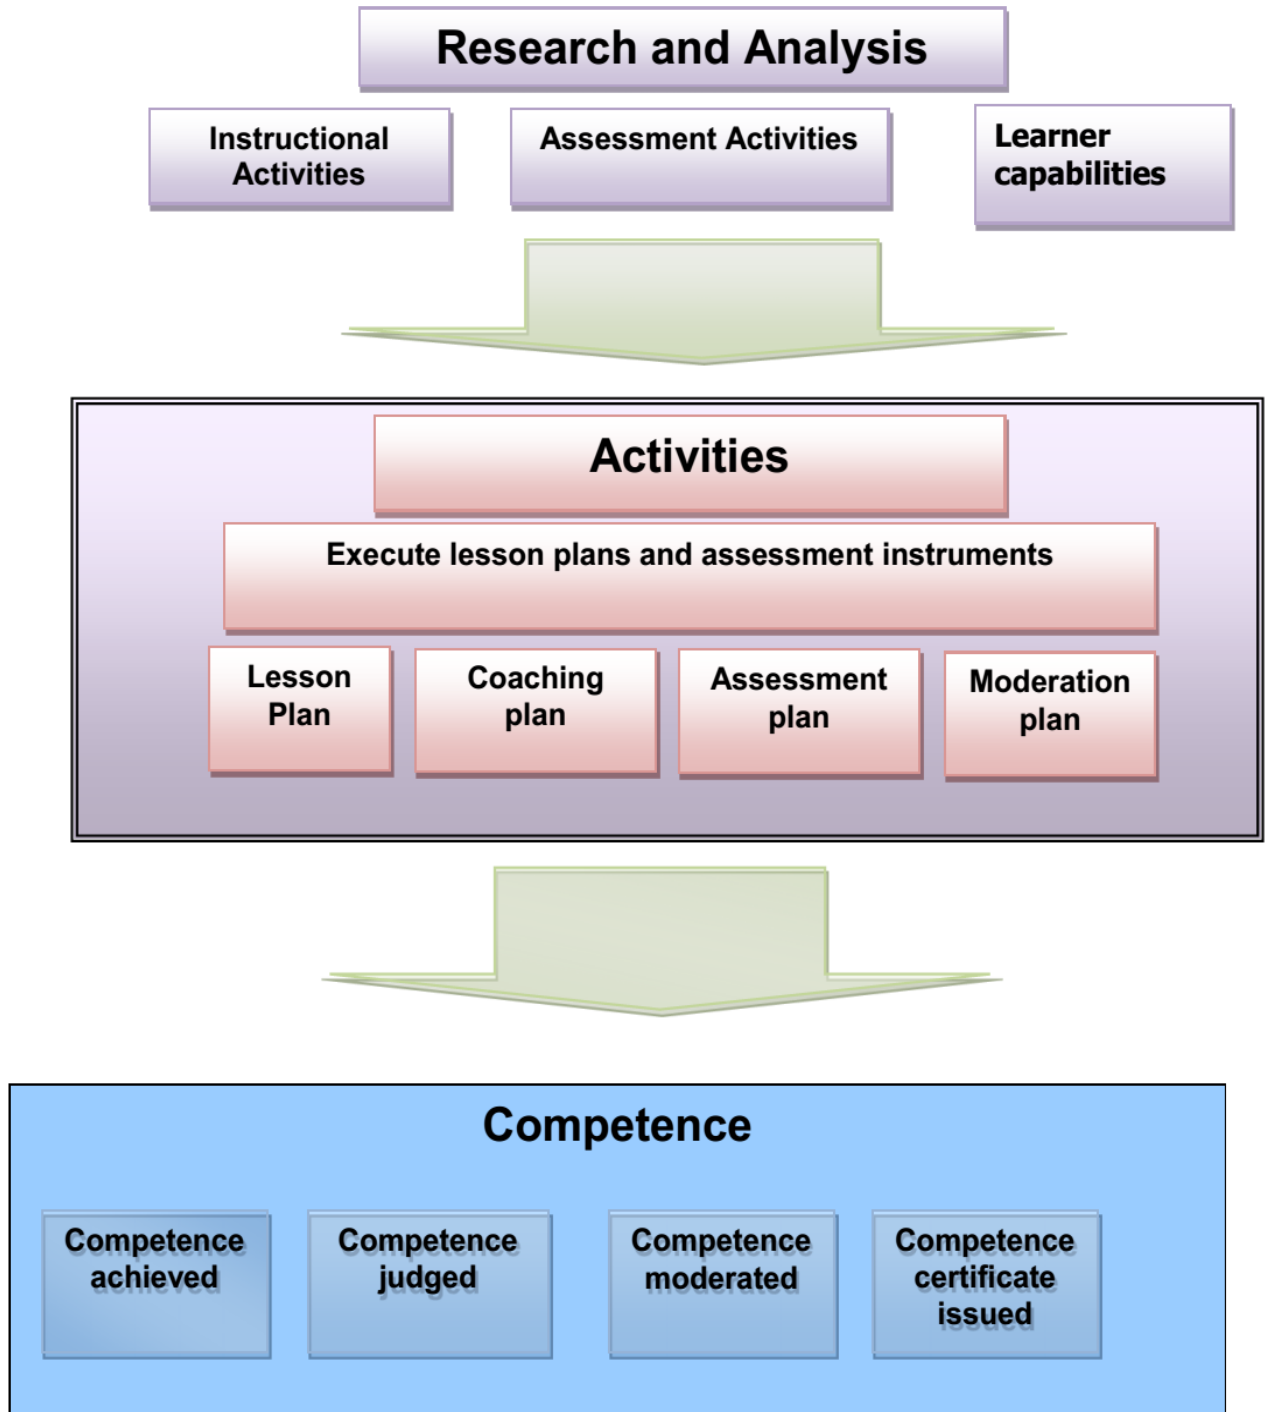 Research and Analysis
Instructional
Activities
Assessment Activities
Learner
capabilities
Activities
Execute lesson plans and assessment instruments
Lesson
Plan
Coaching
plan
Assessment
plan
Moderation
plan
Competence
Competence
achieved
Competence
judged
Competence
moderated
Competence
certificate
issued